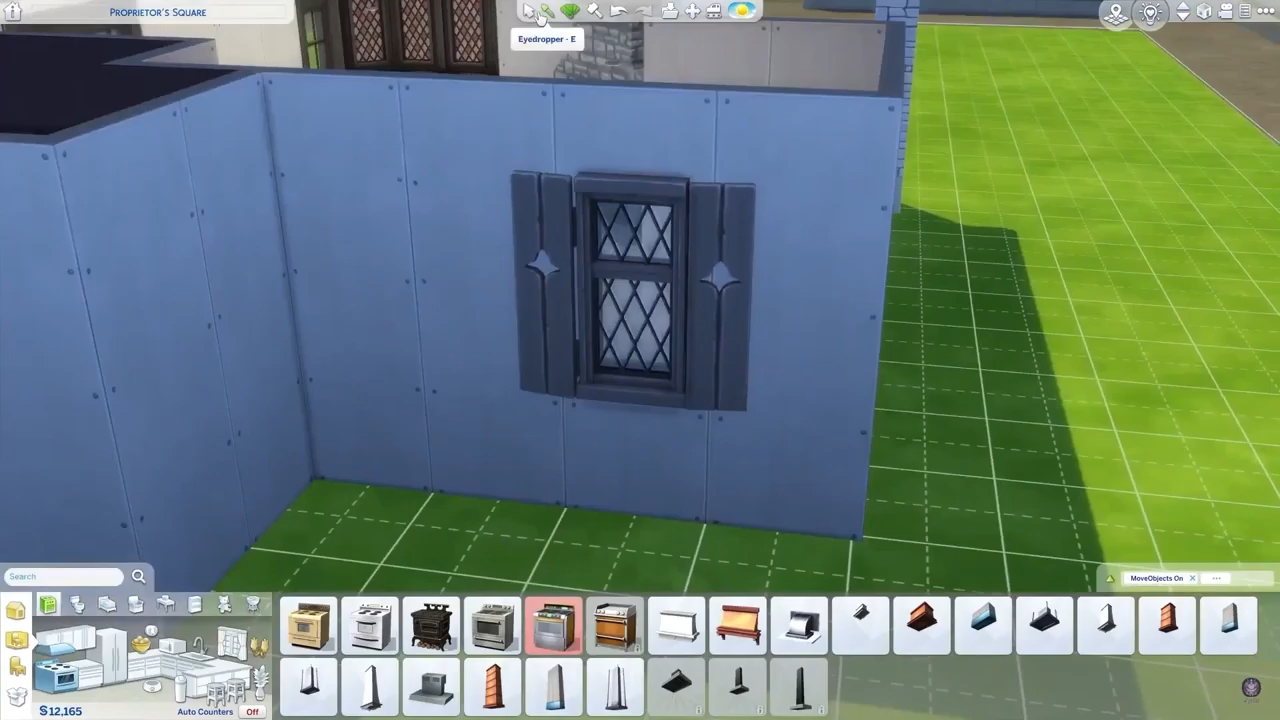 PROPRIETOR'S SQUARE
Eyedropper - E
Search
MoveObjects On
$12,165
Auto Counters
Off